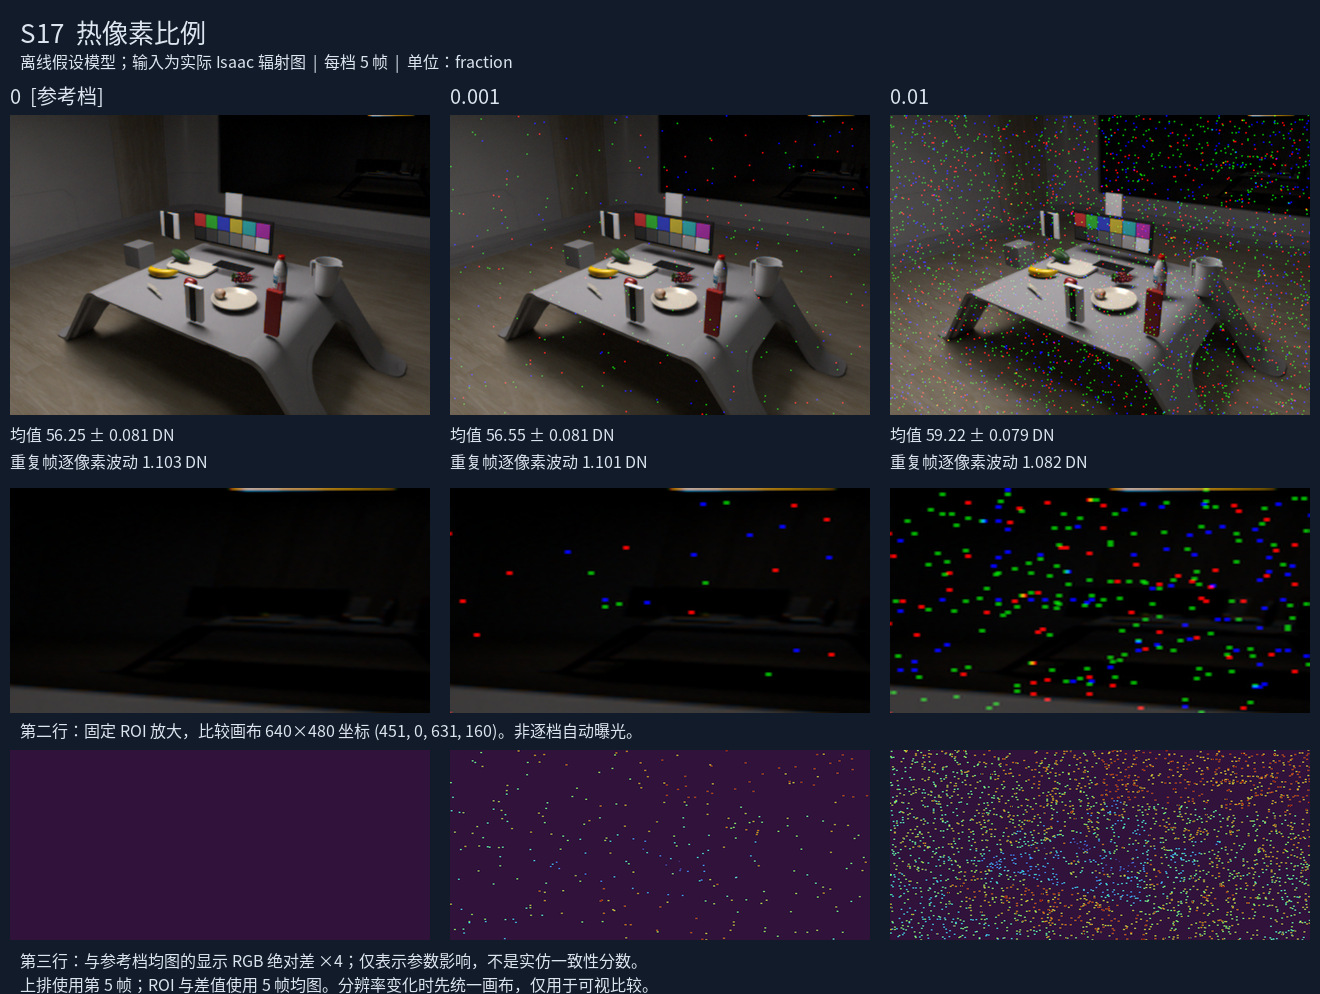 S17 热像素比例
离线假设模型；输入为实际 Isaac 辐射图 | 每档 5 帧 | 单位：fraction
0 [参考档]
0.001
0.01
均值 56.25 ± 0.081 DN
重复帧逐像素波动 1.103 DN
均值 56.55 ± 0.081 DN
重复帧逐像素波动 1.101 DN
均值 59.22 ± 0.079 DN
重复帧逐像素波动 1.082 DN
第二行：固定 ROI 放大，比较画布 640×480 坐标 (451, 0, 631, 160)。非逐档自动曝光。
第三行：与参考档均图的显示 RGB 绝对差 ×4；仅表示参数影响，不是实仿一致性分数。
上排使用第 5 帧；ROI 与差值使用 5 帧均图。分辨率变化时先统一画布，仅用于可视比较。